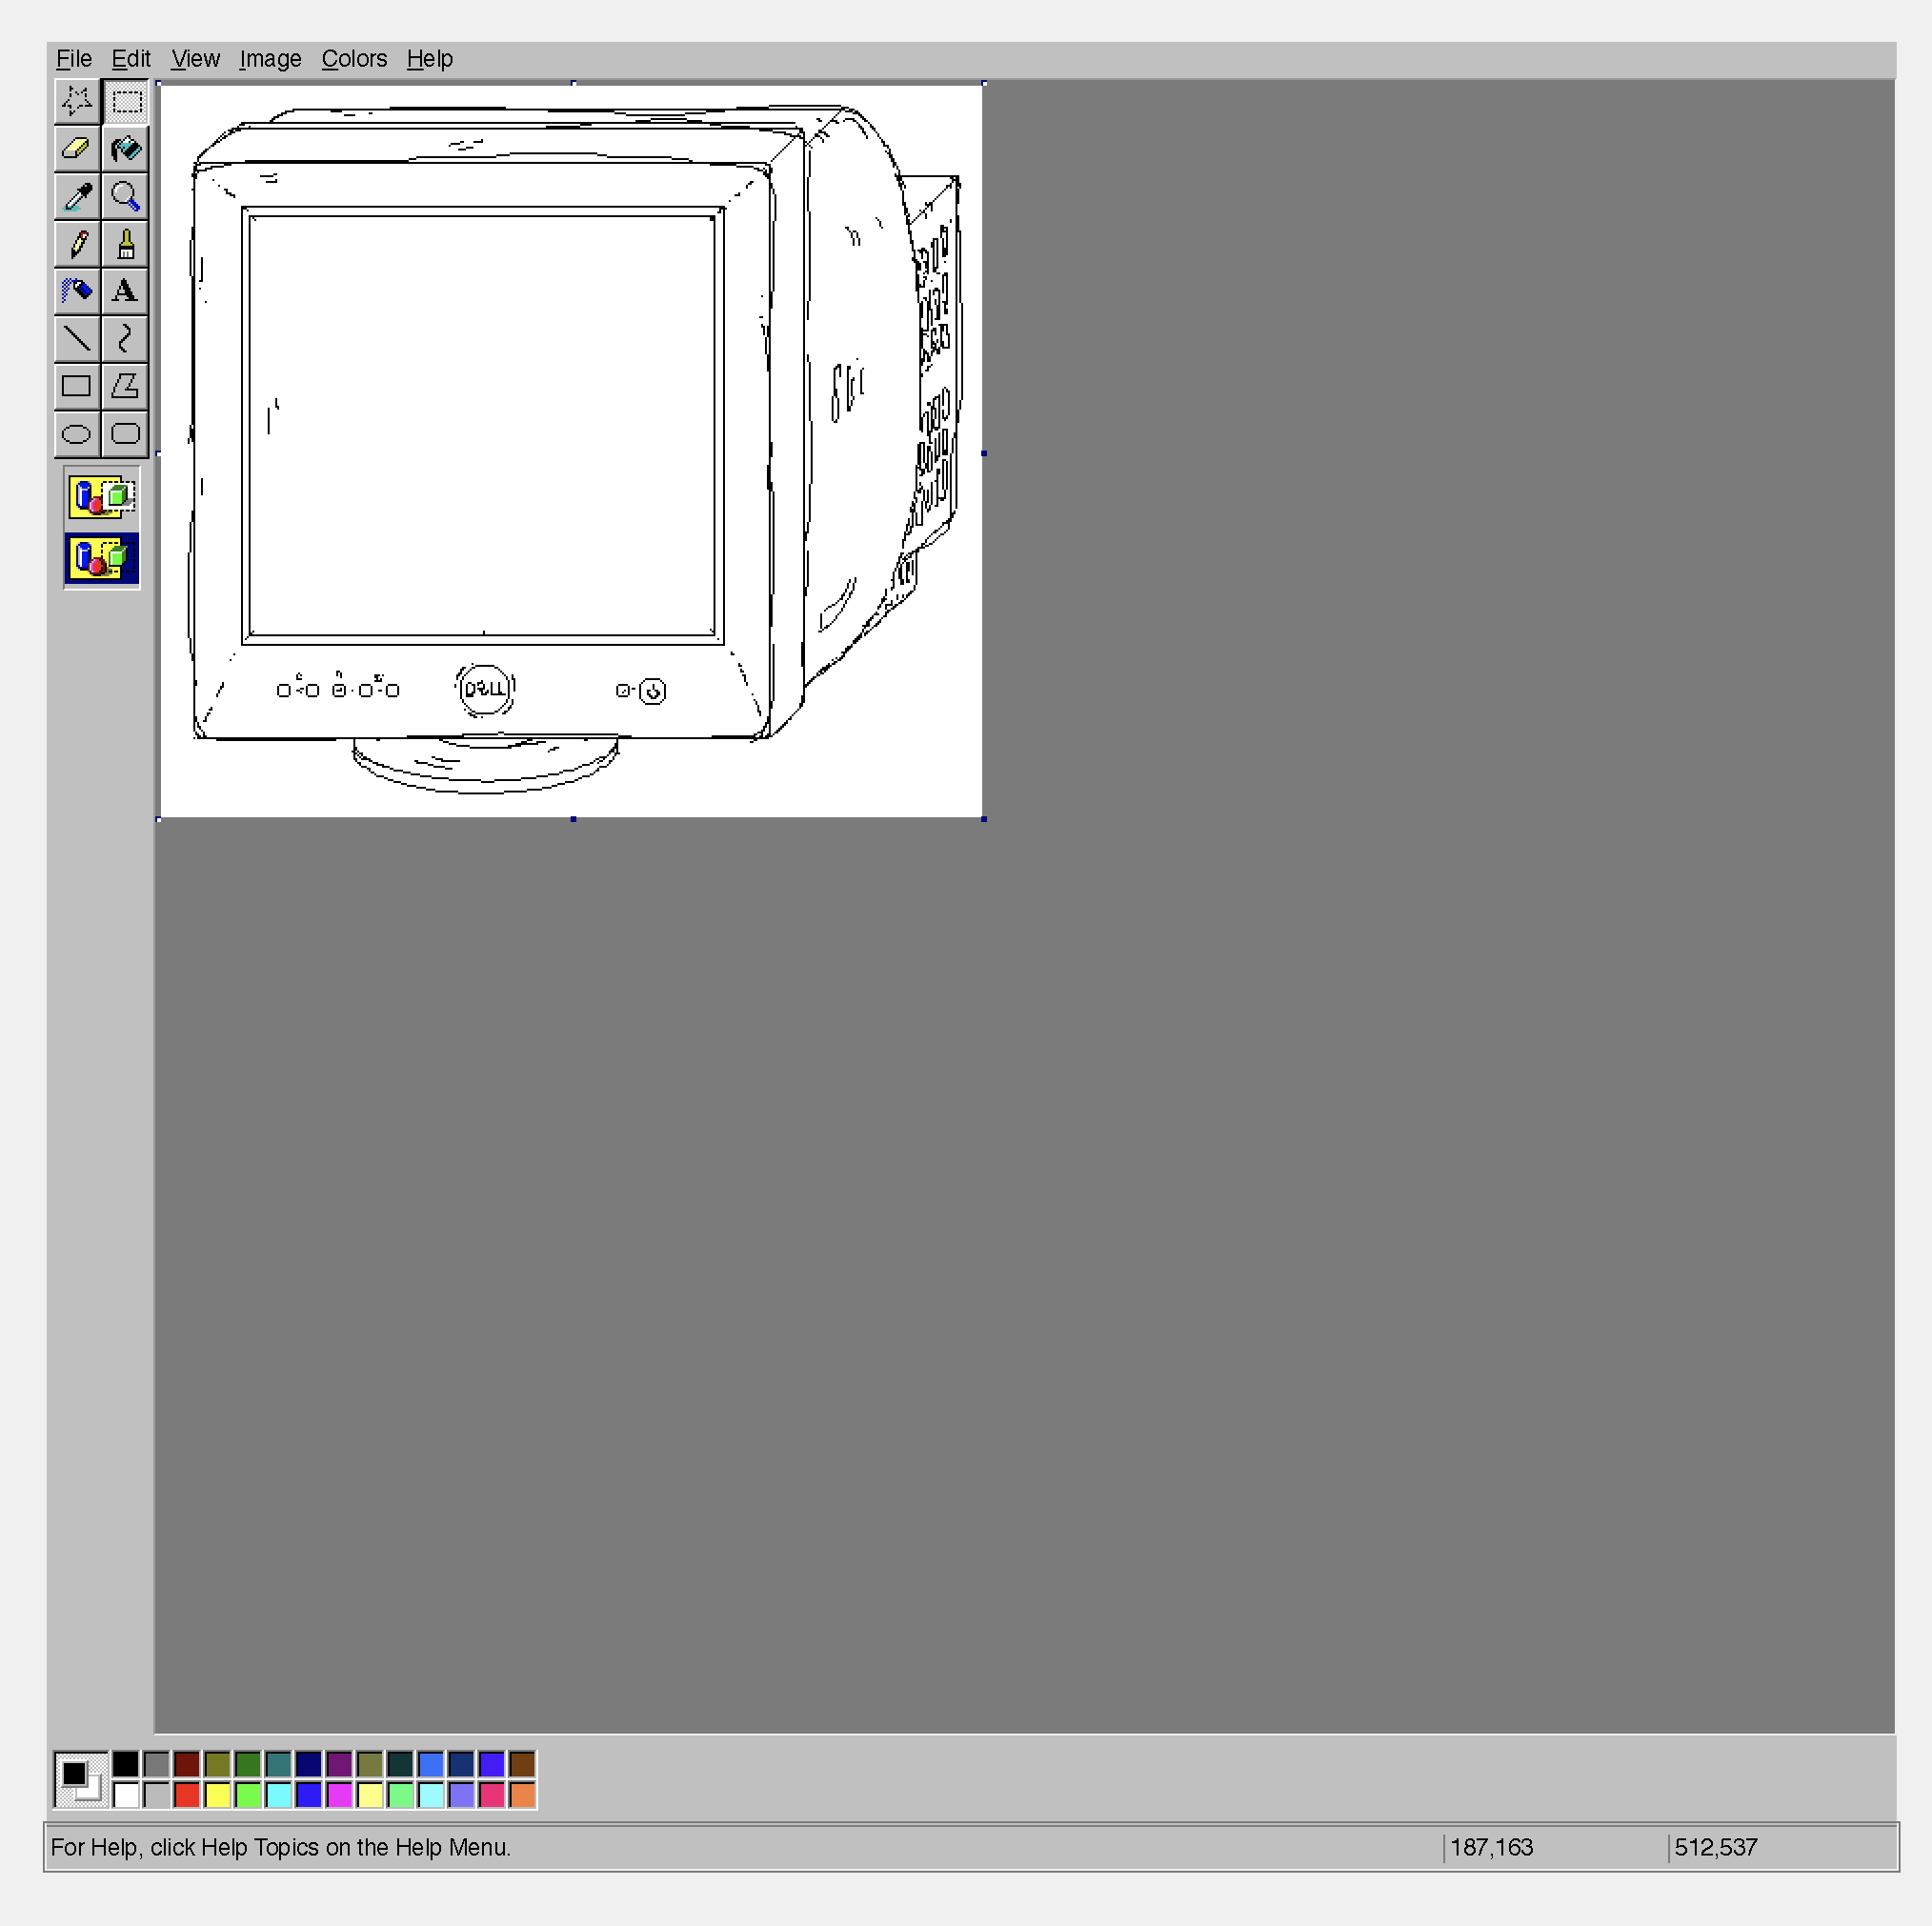 File Edit View Image Colors Help
A
DELL
For Help, click Help Topics on the Help Menu.
187,163
512,537